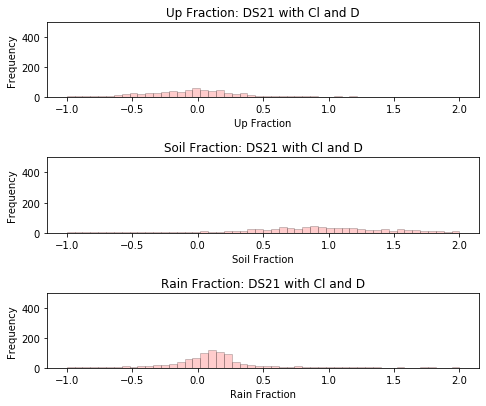 Up Fraction: DS21 with Cl and D
400
200
0
Frequency
−1.0 −0.5 0.0 0.5 1.0 1.5 2.0
Up Fraction
Soil Fraction: DS21 with Cl and D
400
200
0
Frequency
−1.0 −0.5 0.0 0.5 1.0 1.5 2.0
Soil Fraction
Rain Fraction: DS21 with Cl and D
400
200
0
Frequency
−1.0 −0.5 0.0 0.5 1.0 1.5 2.0
Rain Fraction